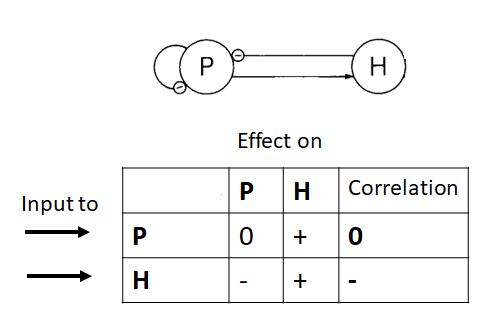 P H
Effect on
P H Correlation
Input to
P 0 + 0
H - + -